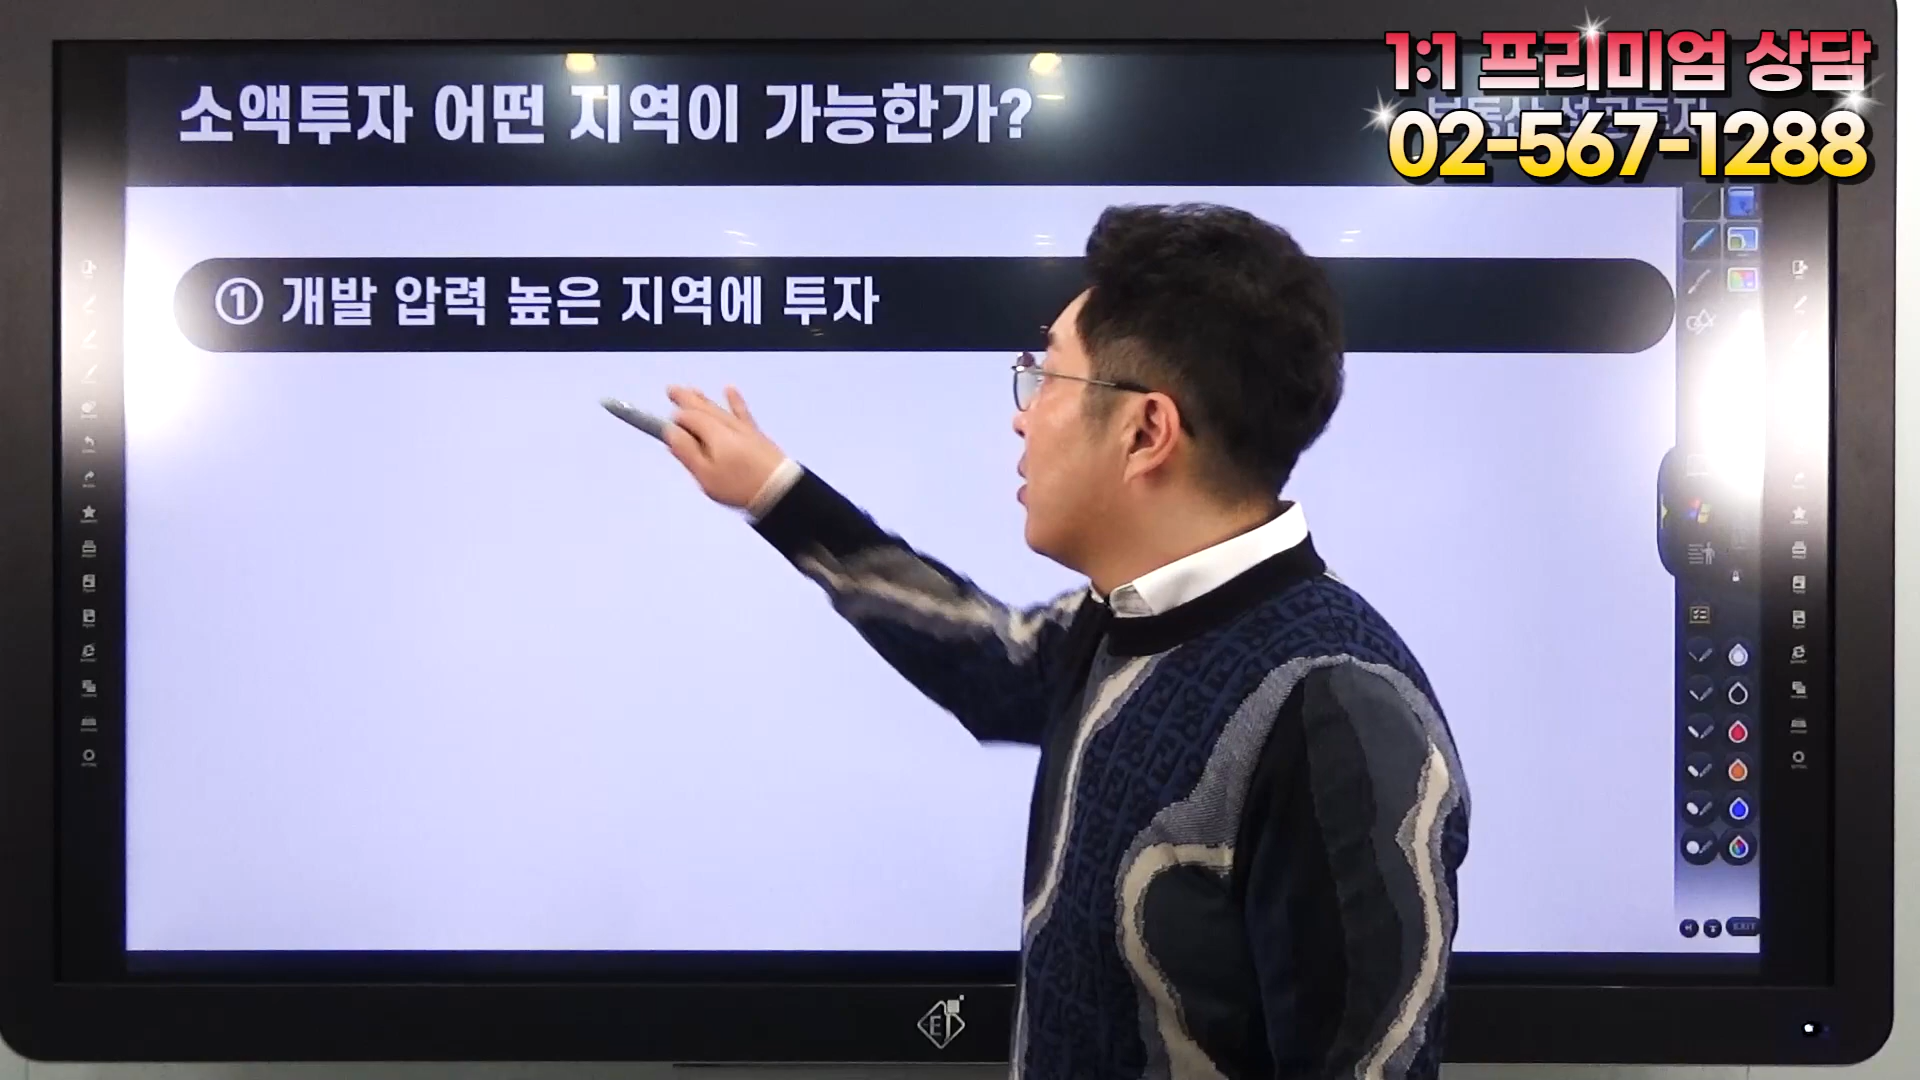 1:1 프리미엄 상담
02-567-1288
소액투자 어떤 지역이 가능한가?
① 개발 압력 높은 지역에 투자
EXIT